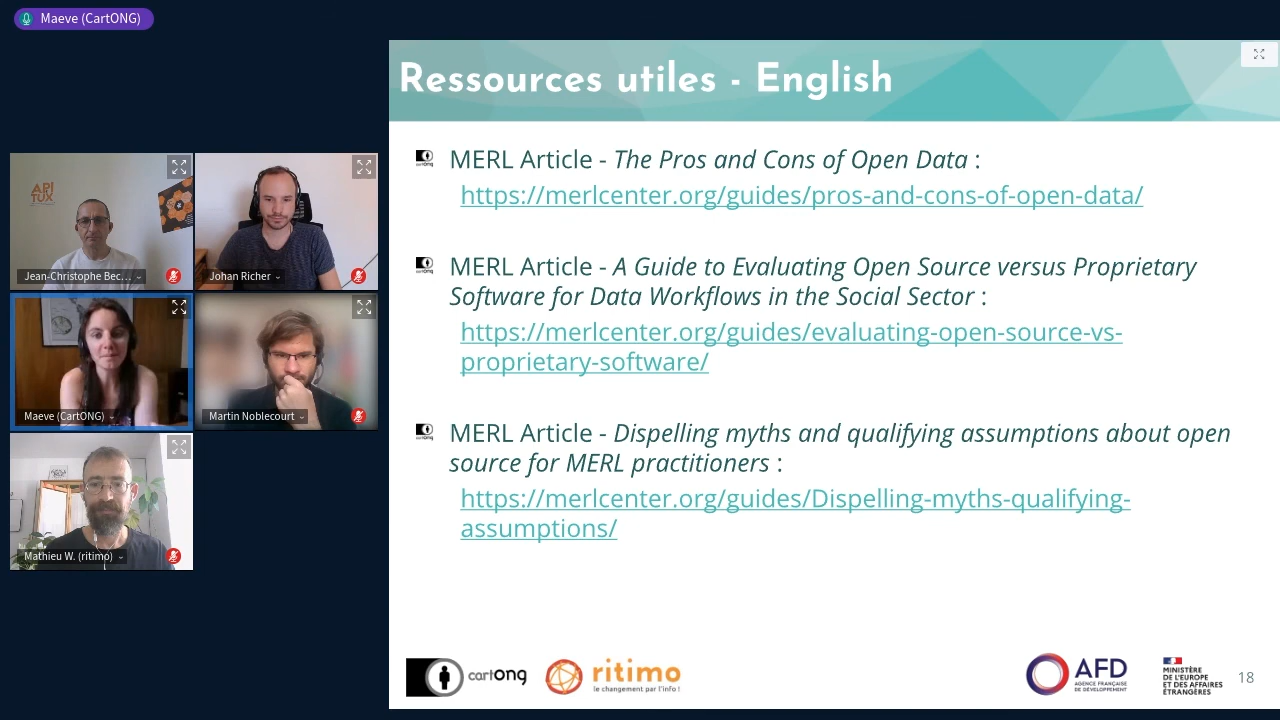 Maeve (CartONG)
Ressources utiles - English
MERL Article - The Pros and Cons of Open Data :
https://merlcenter.org/guides/pros-and-cons-of-open-data/
MERL Article - A Guide to Evaluating Open Source versus Proprietary
Software for Data Workflows in the Social Sector :
https://merlcenter.org/guides/evaluating-open-source-vs-
proprietary-software/
MERL Article - Dispelling myths and qualifying assumptions about open
source for MERL practitioners :
https://merlcenter.org/guides/Dispelling-myths-qualifying-
assumptions/
ARI
TUX
Jean-Christophe Bec...
Johan Richer
Maeve (CartONG)
Martin Noblecourt
Mathieu W. (ritimo)
cartong
ritimo
le changement par l'info !
AFD
AGENCE FRANÇAISE
DE DÉVELOPPEMENT
MINISTÈRE
DE L'EUROPE
ET DES AFFAIRES
ÉTRANGÈRES
18